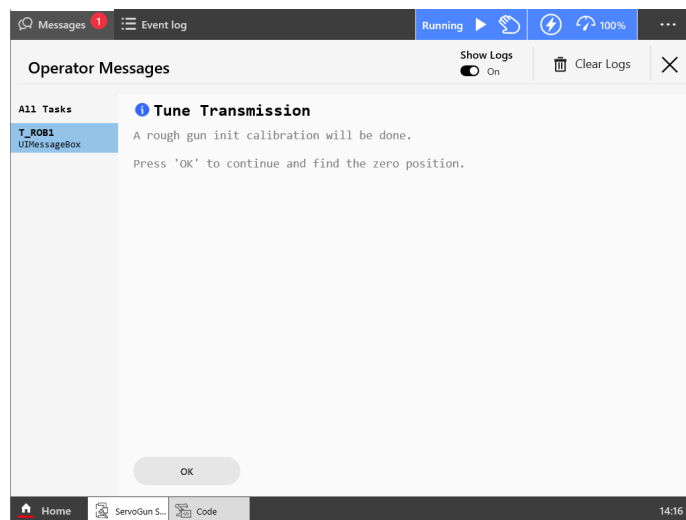 Messages 1
Event log
Running
100%
...
Operator Messages
Show Logs
On
Clear Logs
All Tasks
T_ROB1
UIMessageBox
Tune Transmission
A rough gun init calibration will be done.
Press 'OK' to continue and find the zero position.
OK
Home
ServoGun S...
Code
14:16